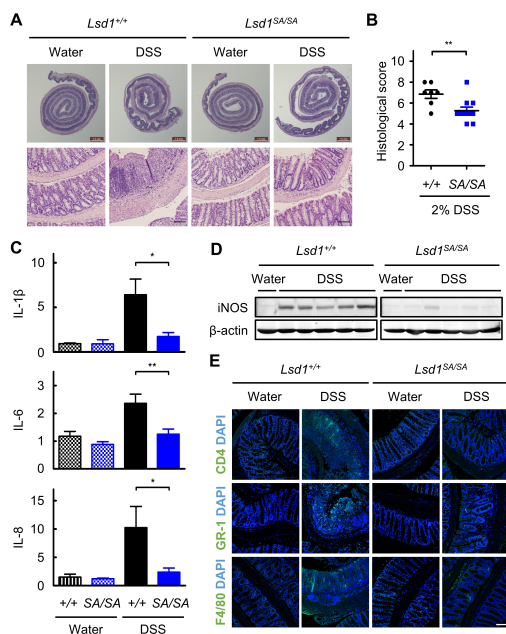 A
Lsd1+/+
Lsd1SA/SA
Water
DSS
Water
DSS
B
**
Histological score
10
8
6
4
2
0
+/+
SA/SA
2% DSS
C
IL-1β
10
5
0
*
IL-6
3
2
1
0
**
IL-8
15
10
5
0
*
+/+
SA/SA
+/+
SA/SA
Water
DSS
D
Lsd1+/+
Lsd1SA/SA
Water
DSS
Water
DSS
iNOS
β-actin
E
Lsd1+/+
Lsd1SA/SA
Water
DSS
Water
DSS
CD4 DAPI
GR-1 DAPI
F4/80 DAPI